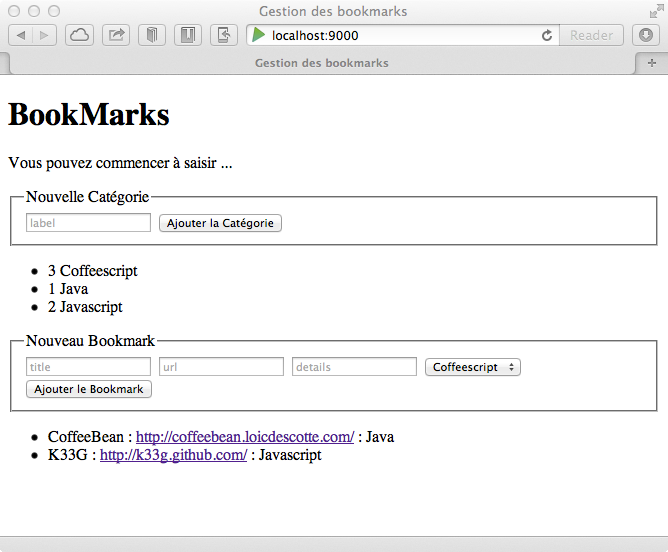 Gestion des bookmarks
localhost:9000
Reader
Gestion des bookmarks
BookMarks
Vous pouvez commencer à saisir ...
Nouvelle Catégorie
label Ajouter la Catégorie
3 Coffeescript
1 Java
2 Javascript
Nouveau Bookmark
title url details Coffeescript
Ajouter le Bookmark
CoffeeBean : http://coffeebean.loicdescotte.com/ : Java
K33G : http://k33g.github.com/ : Javascript